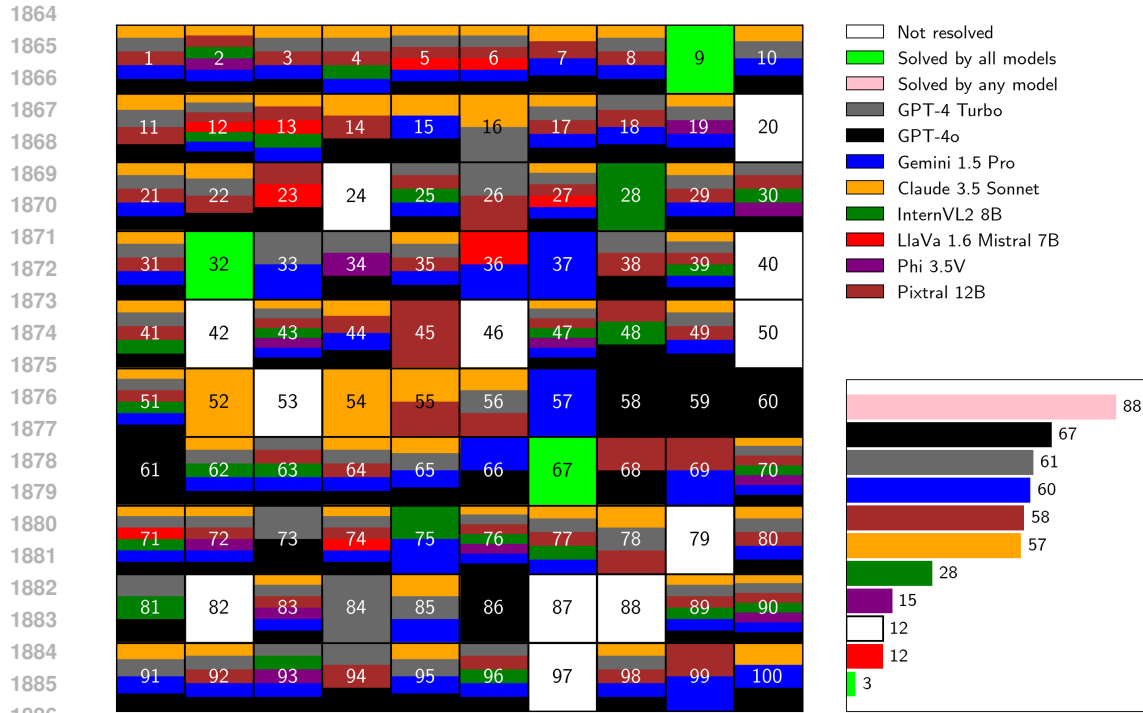 1864
1865
1866
1867
1868
1869
1870
1871
1872
1873
1874
1875
1876
1877
1878
1879
1880
1881
1882
1883
1884
1885
1 2 3 4 5 6 7 8 9 10
11 12 13 14 15 16 17 18 19 20
21 22 23 24 25 26 27 28 29 30
31 32 33 34 35 36 37 38 39 40
41 42 43 44 45 46 47 48 49 50
51 52 53 54 55 56 57 58 59 60
61 62 63 64 65 66 67 68 69 70
71 72 73 74 75 76 77 78 79 80
81 82 83 84 85 86 87 88 89 90
91 92 93 94 95 96 97 98 99 100
Not resolved
Solved by all models
Solved by any model
GPT-4 Turbo
GPT-4o
Gemini 1.5 Pro
Claude 3.5 Sonnet
InternVL2 8B
LlaVa 1.6 Mistral 7B
Phi 3.5V
Pixtral 12B
88
67
61
60
58
57
28
15
12
12
3